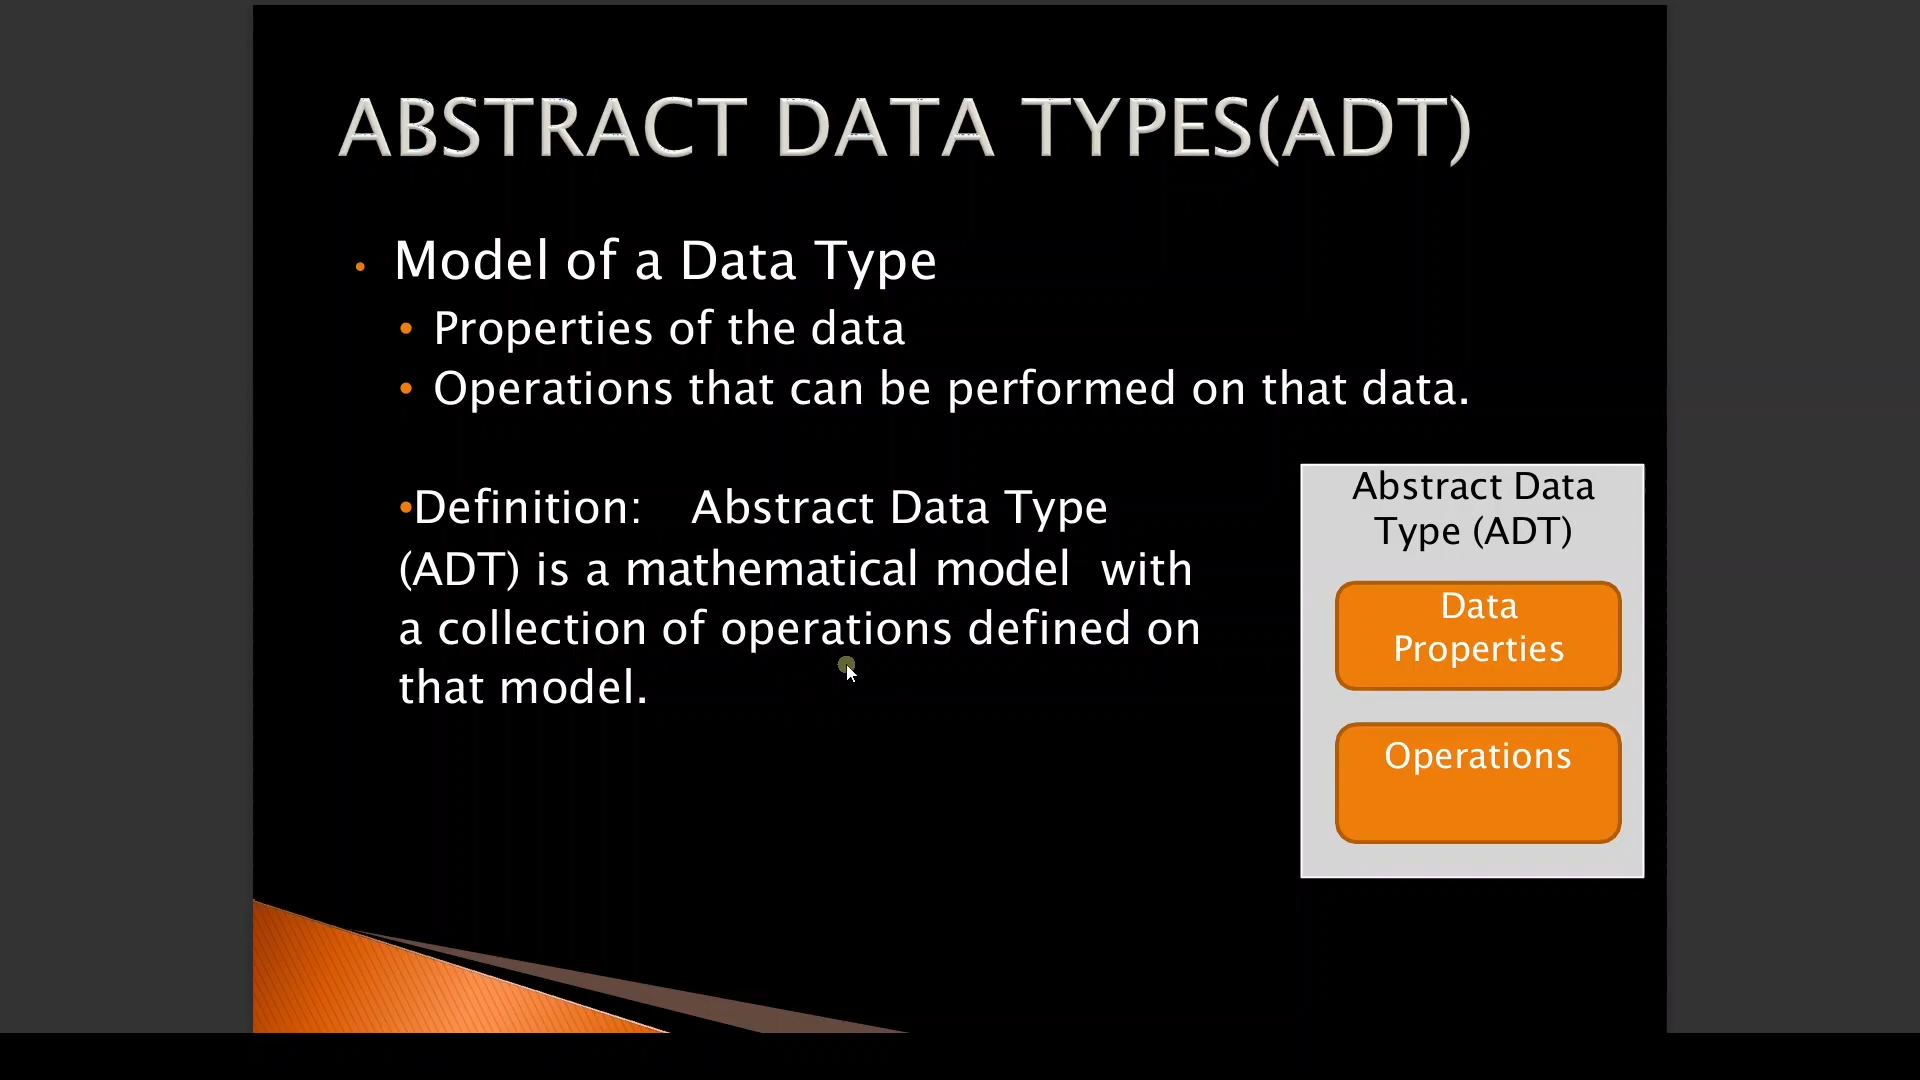 ABSTRACT DATA TYPES(ADT)
• Model of a Data Type
• Properties of the data
• Operations that can be performed on that data.
•Definition: Abstract Data Type
(ADT) is a mathematical model with
a collection of operations defined on
that model.
Abstract Data
Type (ADT)
Data
Properties
Operations